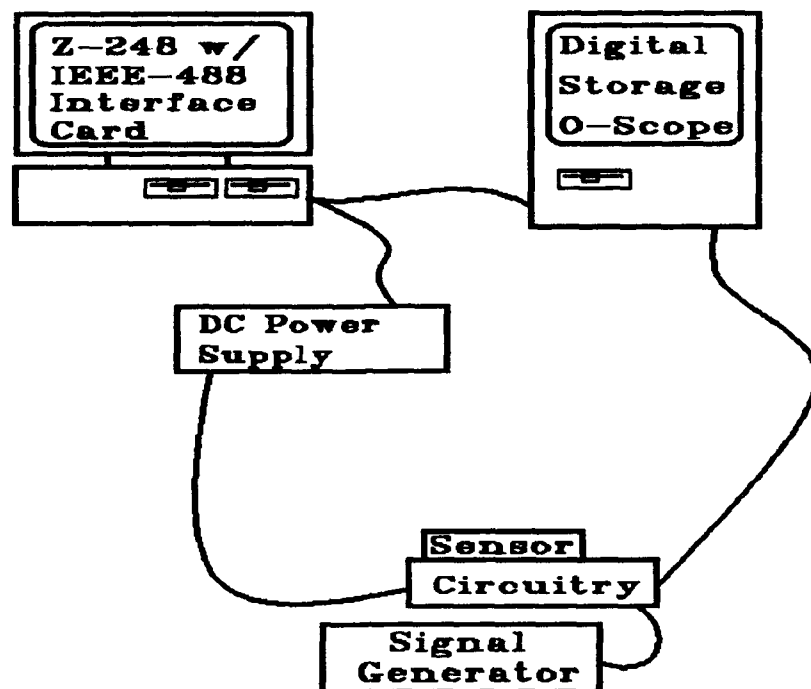 Z-248 w/
IEEE-488
Interface
Card
Digital
Storage
O-Scope
DC Power
Supply
Sensor
Circuitry
Signal
Generator